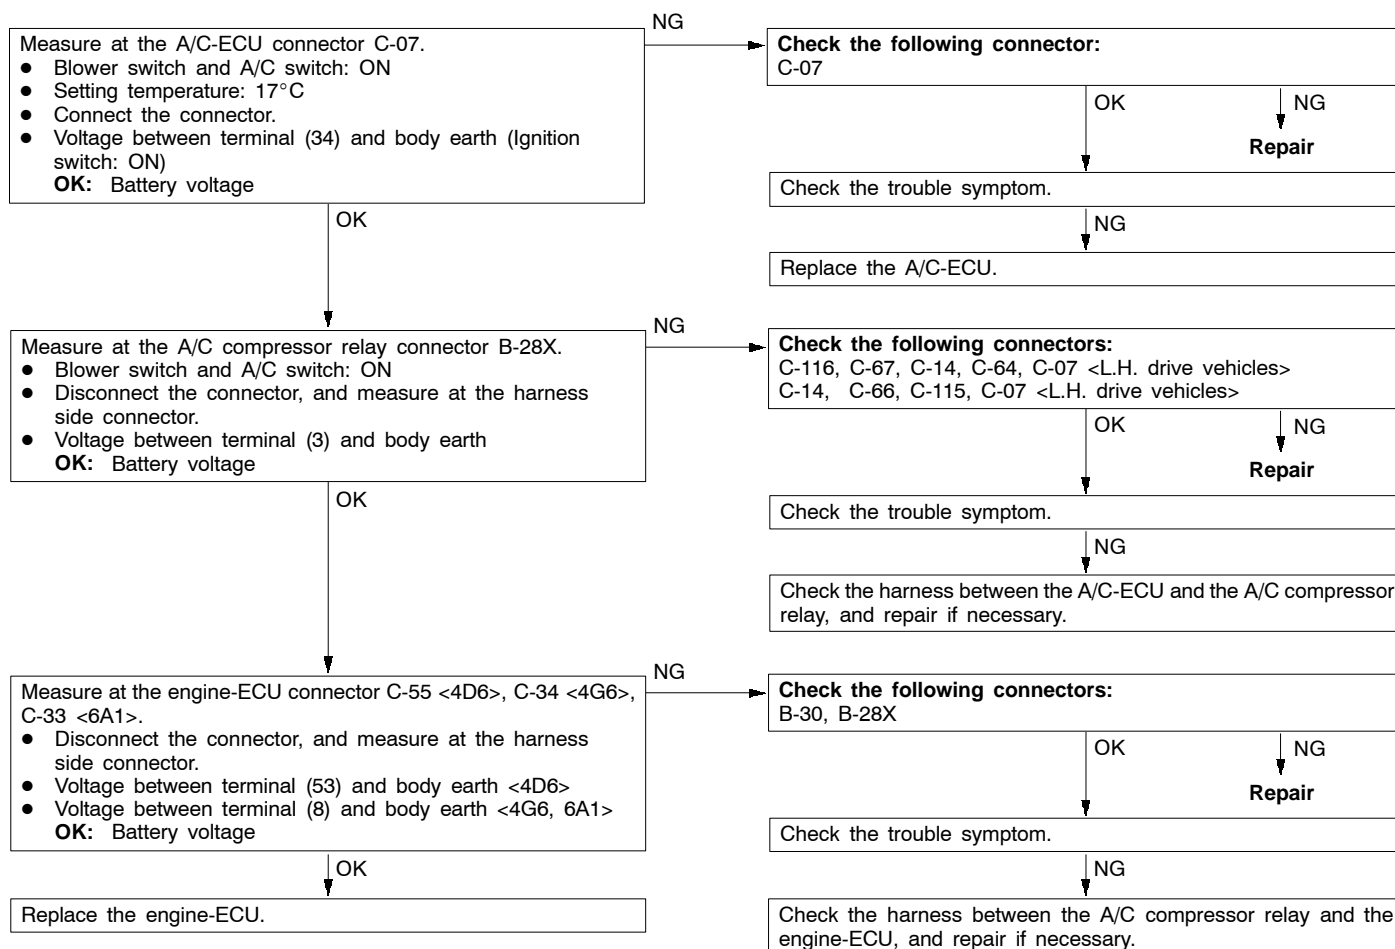 Measure at the A/C-ECU connector C-07.
● Blower switch and A/C switch: ON
● Setting temperature: 17°C
● Connect the connector.
● Voltage between terminal (34) and body earth (Ignition
switch: ON)
OK: Battery voltage
NG
Check the following connector:
C-07
OK
NG
Repair
Check the trouble symptom.
NG
Replace the A/C-ECU.
OK
Measure at the A/C compressor relay connector B-28X.
● Blower switch and A/C switch: ON
● Disconnect the connector, and measure at the harness
side connector.
● Voltage between terminal (3) and body earth
OK: Battery voltage
NG
Check the following connectors:
C-116, C-67, C-14, C-64, C-07 <L.H. drive vehicles>
C-14, C-66, C-115, C-07 <L.H. drive vehicles>
OK
NG
Repair
Check the trouble symptom.
NG
Check the harness between the A/C-ECU and the A/C compressor
relay, and repair if necessary.
OK
Measure at the engine-ECU connector C-55 <4D6>, C-34 <4G6>,
C-33 <6A1>.
● Disconnect the connector, and measure at the harness
side connector.
● Voltage between terminal (53) and body earth <4D6>
● Voltage between terminal (8) and body earth <4G6, 6A1>
OK: Battery voltage
NG
Check the following connectors:
B-30, B-28X
OK
NG
Repair
Check the trouble symptom.
NG
Check the harness between the A/C compressor relay and the
engine-ECU, and repair if necessary.
OK
Replace the engine-ECU.